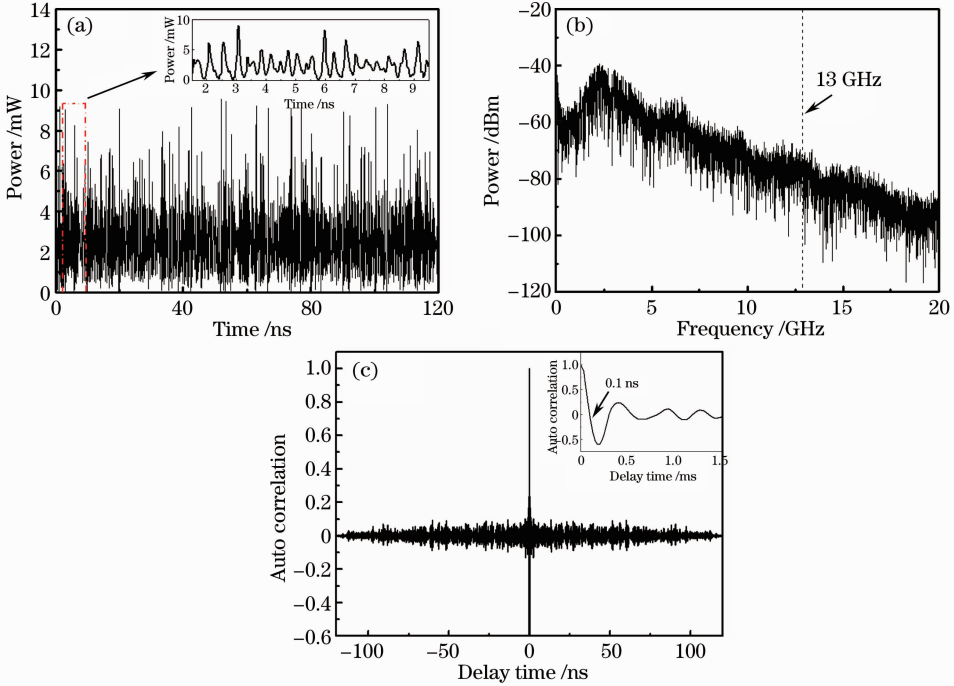 (a)
Power /mW
14
12
10
8
6
4
2
0
0 40 80 120
Time /ns
Power /mW
10
5
0
2 3 4 5 6 7 8 9
Time /ns
(b)
Power /dBm
−20
−40
−60
−80
−100
−120
0 5 10 15 20
Frequency /GHz
13 GHz
(c)
Auto correlation
1.0
0.8
0.6
0.4
0.2
0
−0.2
−0.4
−0.6
−100 −50 0 50 100
Delay time /ns
Auto correlation
1.0
0.5
0
−0.5
0 0.5 1.0 1.5
Delay time /ms
0.1 ns